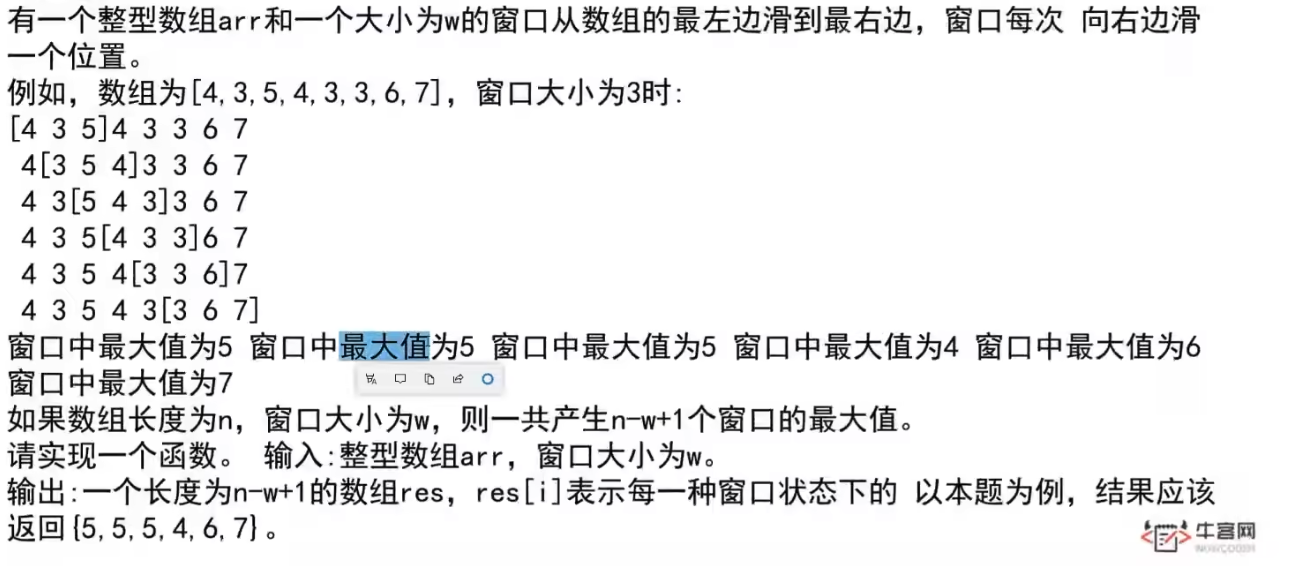 有一个整型数组arr和一个大小为w的窗口从数组的最左边滑到最右边，窗口每次 向右边滑
一个位置。
例如，数组为[4,3,5,4,3,3,6,7]，窗口大小为3时:
[4 3 5]4 3 3 6 7
4[3 5 4]3 3 6 7
4 3[5 4 3]3 6 7
4 3 5[4 3 3]6 7
4 3 5 4[3 3 6]7
4 3 5 4 3[3 6 7]
窗口中最大值为5 窗口中最大值为5 窗口中最大值为5 窗口中最大值为4 窗口中最大值为6
窗口中最大值为7
如果数组长度为n，窗口大小为w，则一共产生n-w+1个窗口的最大值。
请实现一个函数。 输入:整型数组arr，窗口大小为w。
输出:一个长度为n-w+1的数组res，res[i]表示每一种窗口状态下的 以本题为例，结果应该
返回{5,5,5,4,6,7}。
牛客网